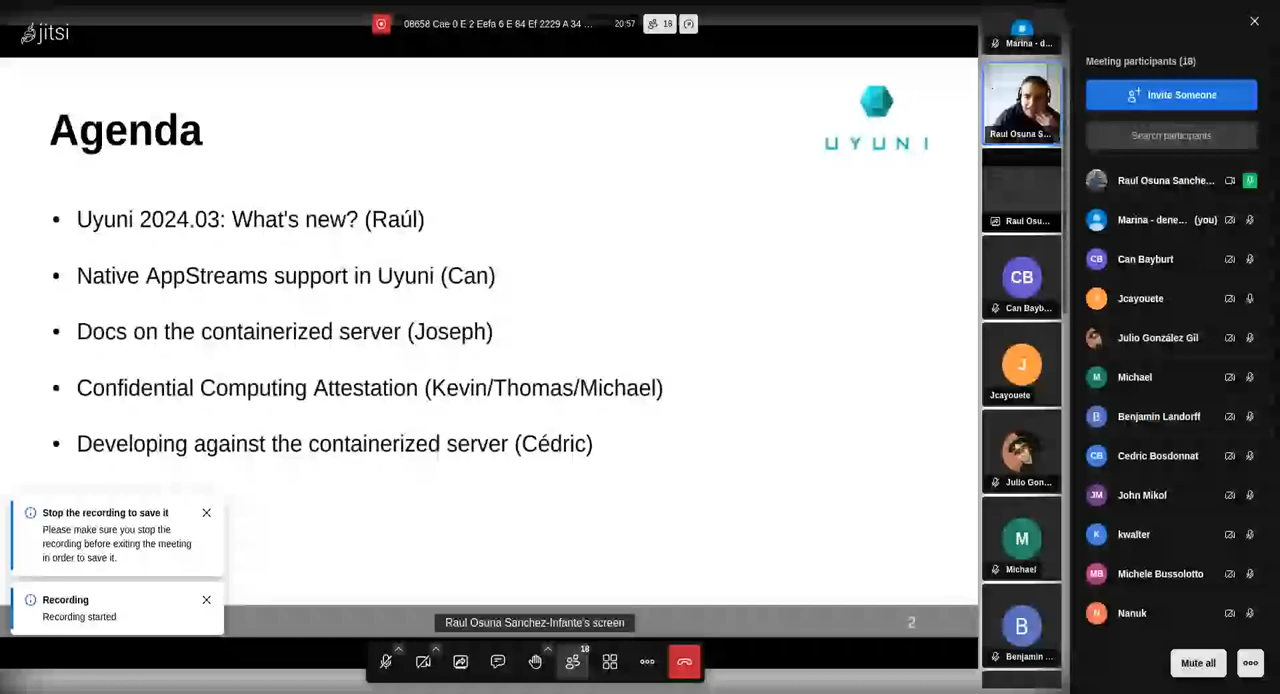 jitsi
08658 Cae 0 E 2 Eefa 6 E 84 Ef 2229 A 34 ...
20:57
18
Agenda
UYUNI
• Uyuni 2024.03: What's new? (Raúl)
• Native AppStreams support in Uyuni (Can)
• Docs on the containerized server (Joseph)
• Confidential Computing Attestation (Kevin/Thomas/Michael)
• Developing against the containerized server (Cédric)
Stop the recording to save it
Please make sure you stop the
recording before exiting the meeting
in order to save it.
Recording
Recording started
Raul Osuna Sanchez-Infante's screen
2
18
Marina - d...
Raul Osuna S...
Raul Osu...
CB
Can Bayb...
J
Jcayouete
Julio Gon...
M
Michael
B
Benjamin ...
Meeting participants (18)
Invite Someone
Search participants
Raul Osuna Sanche...
Marina - dene... (you)
CB Can Bayburt
J Jcayouete
Julio González Gil
M Michael
B Benjamin Landorff
CB Cedric Bosdonnat
JM John Mikol
K kwalter
MB Michele Bussolotto
N Nanuk
Mute all